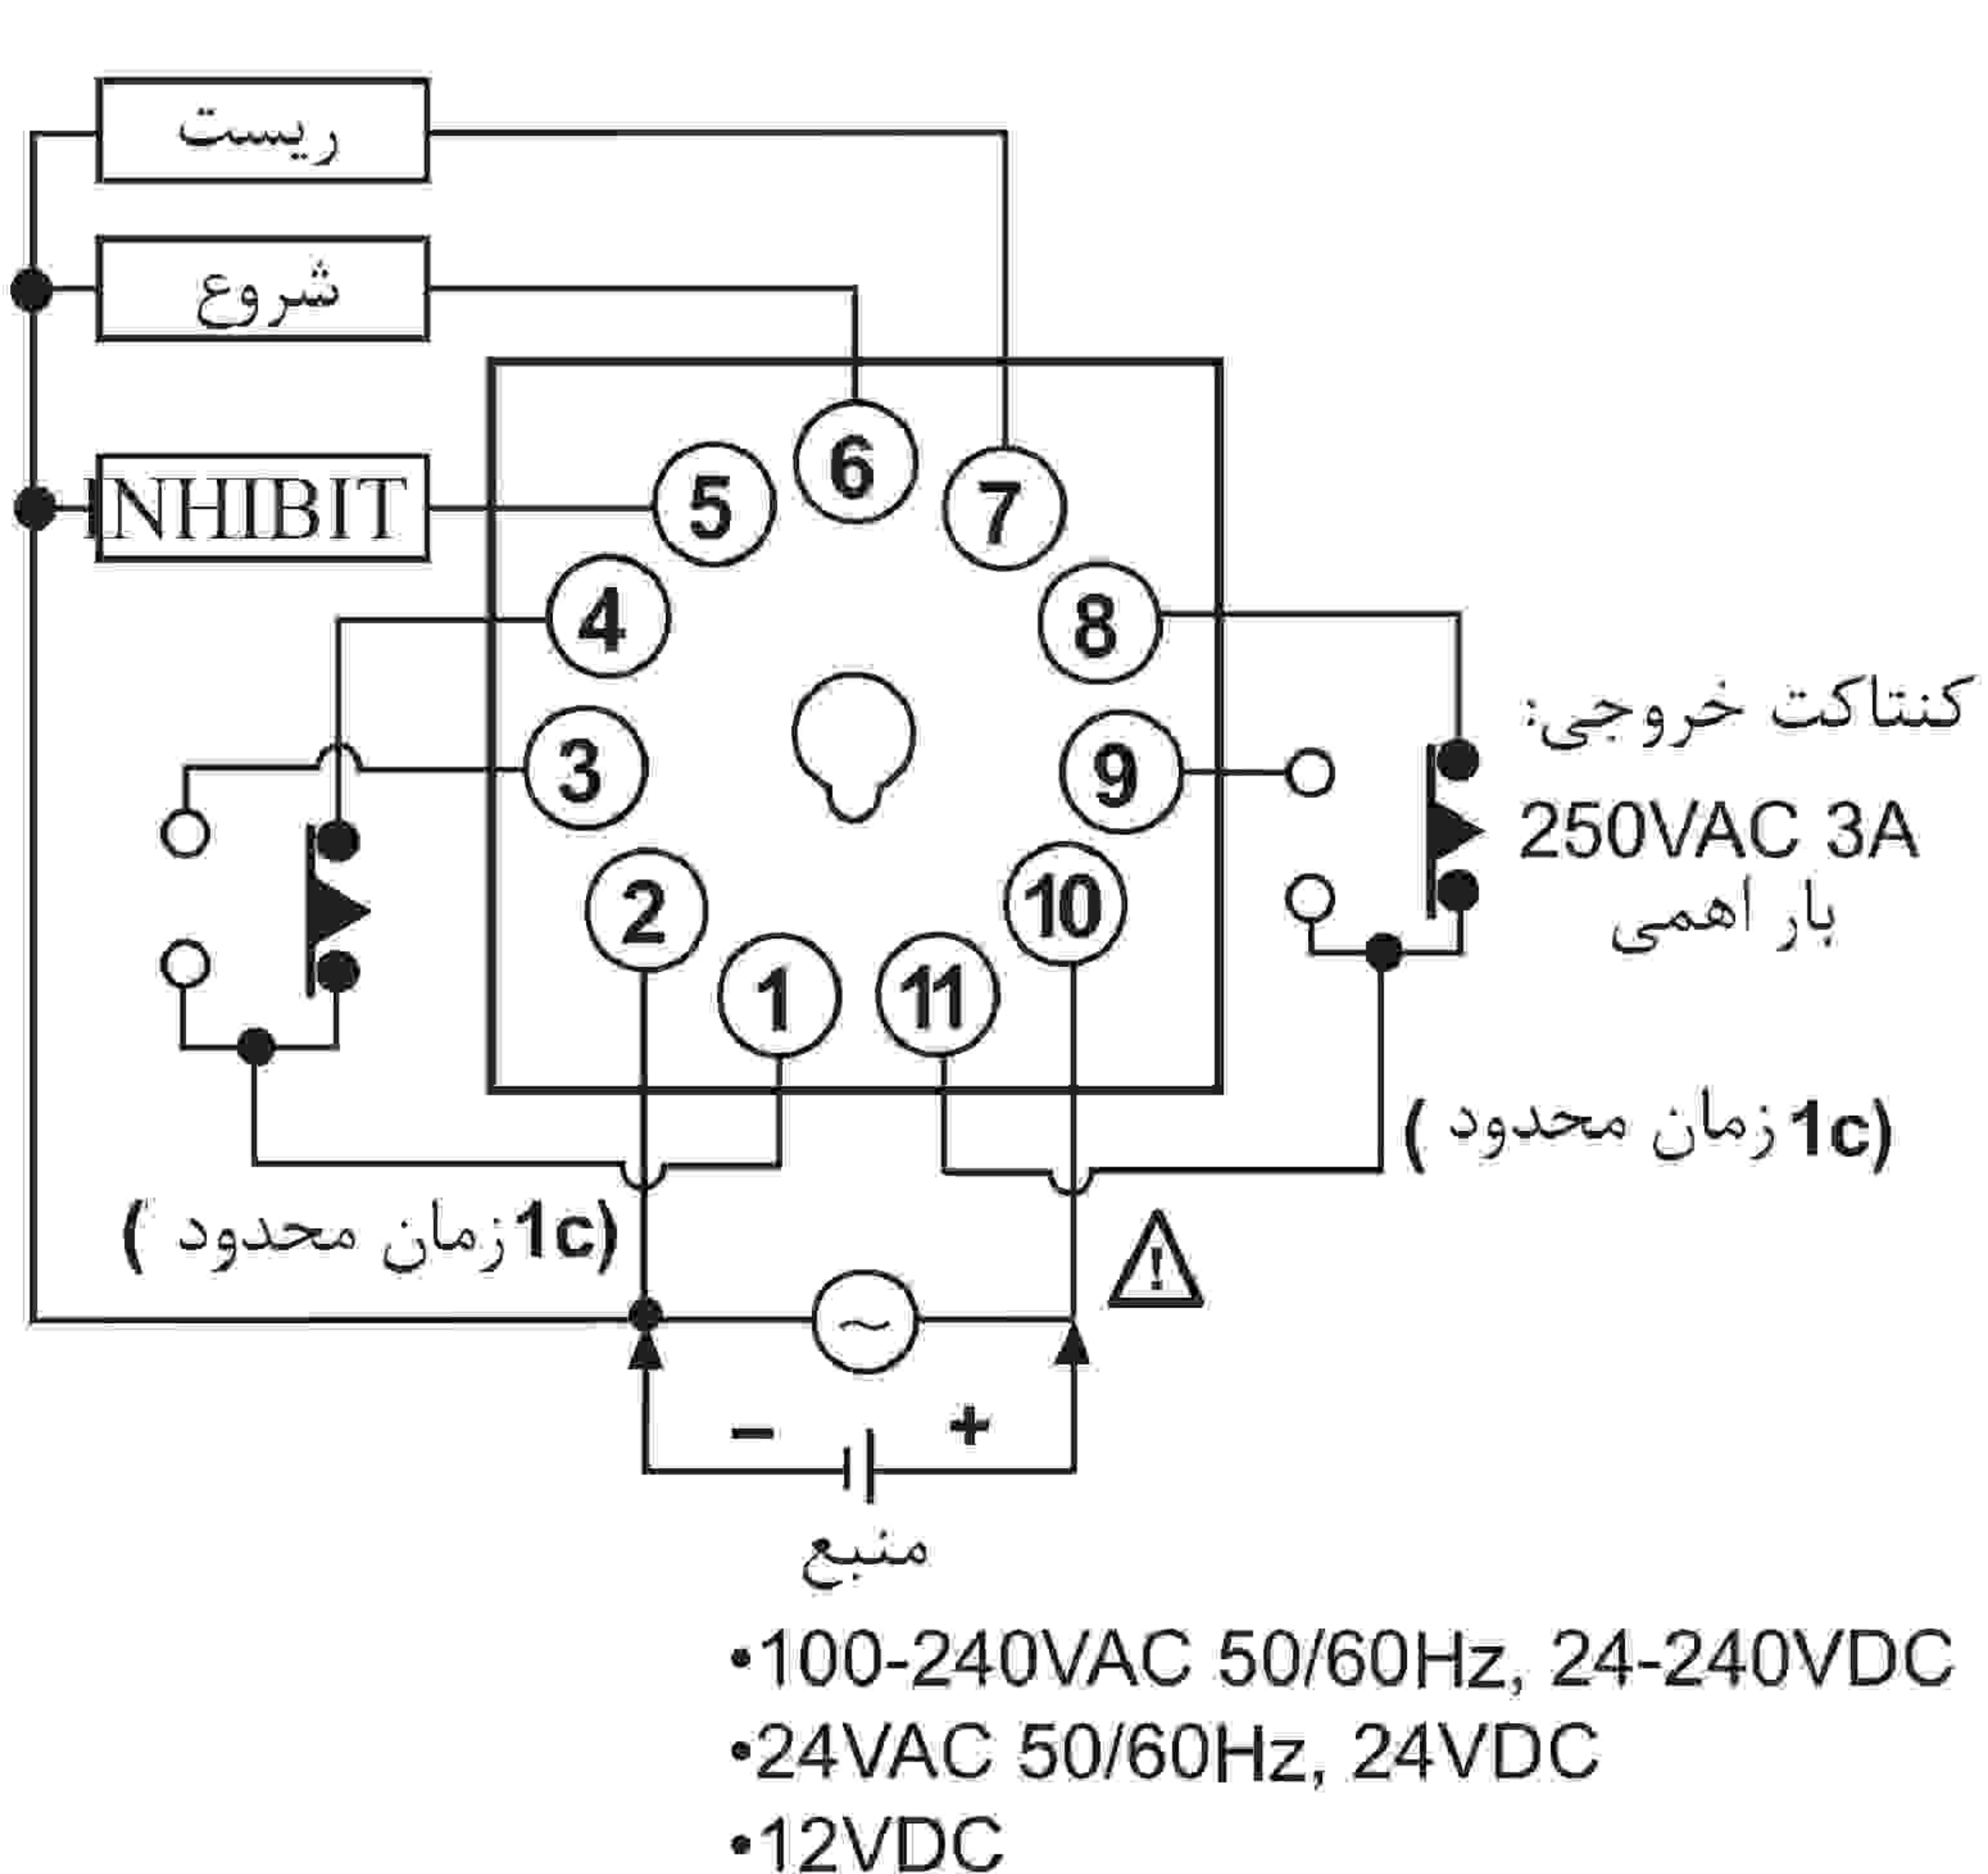 ریست
شروع
INHIBIT
6
5
7
4
8
3
9
2
10
1
11
کنتاکت خروجی:
250VAC 3A
بار اهمی
(1c زمان محدود )
(1c زمان محدود )
!
~
− +
منبع
•100-240VAC 50/60Hz, 24-240VDC
•24VAC 50/60Hz, 24VDC
•12VDC